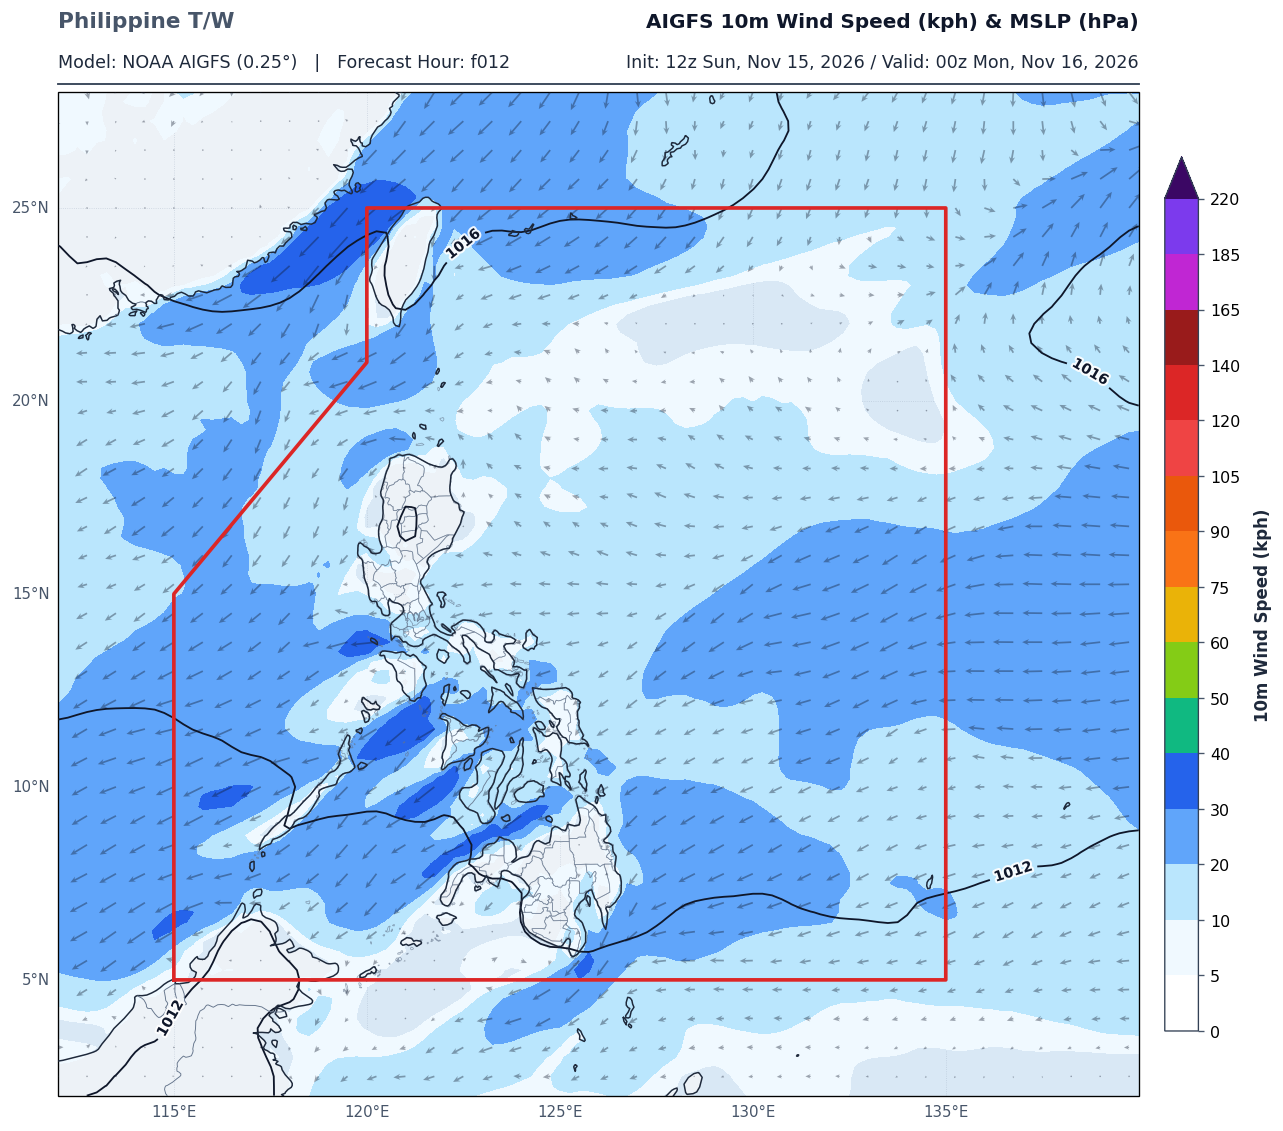 Philippine T/W
AIGFS 10m Wind Speed (kph) & MSLP (hPa)
Model: NOAA AIGFS (0.25°)   |   Forecast Hour: f012
Init: 12z Sun, Nov 15, 2026 / Valid: 00z Mon, Nov 16, 2026
25°N
20°N
15°N
10°N
5°N
115°E
120°E
125°E
130°E
135°E
1016
1016
1012
1012
220
185
165
140
120
105
90
75
60
50
40
30
20
10
5
0
10m Wind Speed (kph)